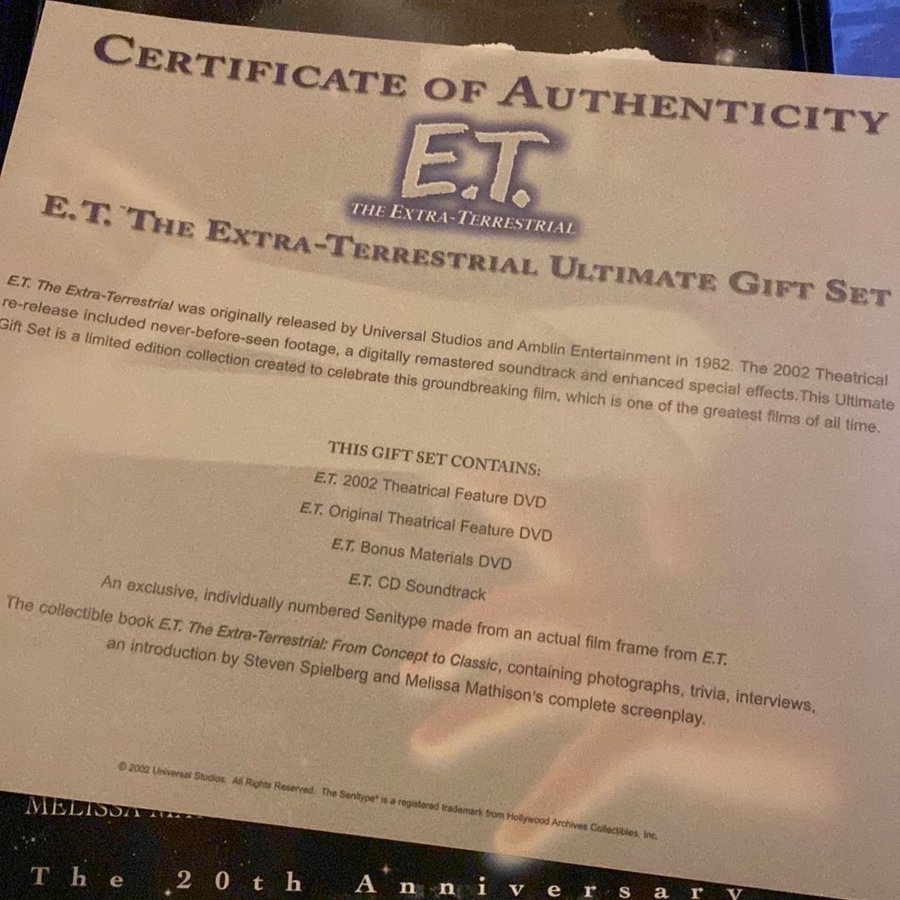 CERTIFICATE OF AUTHENTICITY
E.T.
THE EXTRA-TERRESTRIAL
E.T. THE EXTRA-TERRESTRIAL ULTIMATE GIFT SET
E.T. The Extra-Terrestrial was originally released by Universal Studios and Amblin Entertainment in 1982. The 2002 Theatrical
re-release included never-before-seen footage, a digitally remastered soundtrack and enhanced special effects.This Ultimate
Gift Set is a limited edition collection created to celebrate this groundbreaking film, which is one of the greatest films of all time.
THIS GIFT SET CONTAINS:
E.T. 2002 Theatrical Feature DVD
E.T. Original Theatrical Feature DVD
E.T. Bonus Materials DVD
E.T. CD Soundtrack
An exclusive, individually numbered Senitype made from an actual film frame from E.T.
The collectible book E.T. The Extra-Terrestrial: From Concept to Classic, containing photographs, trivia, interviews,
an introduction by Steven Spielberg and Melissa Mathison's complete screenplay.
© 2002 Universal Studios. All Rights Reserved. The Senitype® is a registered trademark from Hollywood Archives Collectibles, Inc.
MELISSA
The 20th Anniversary